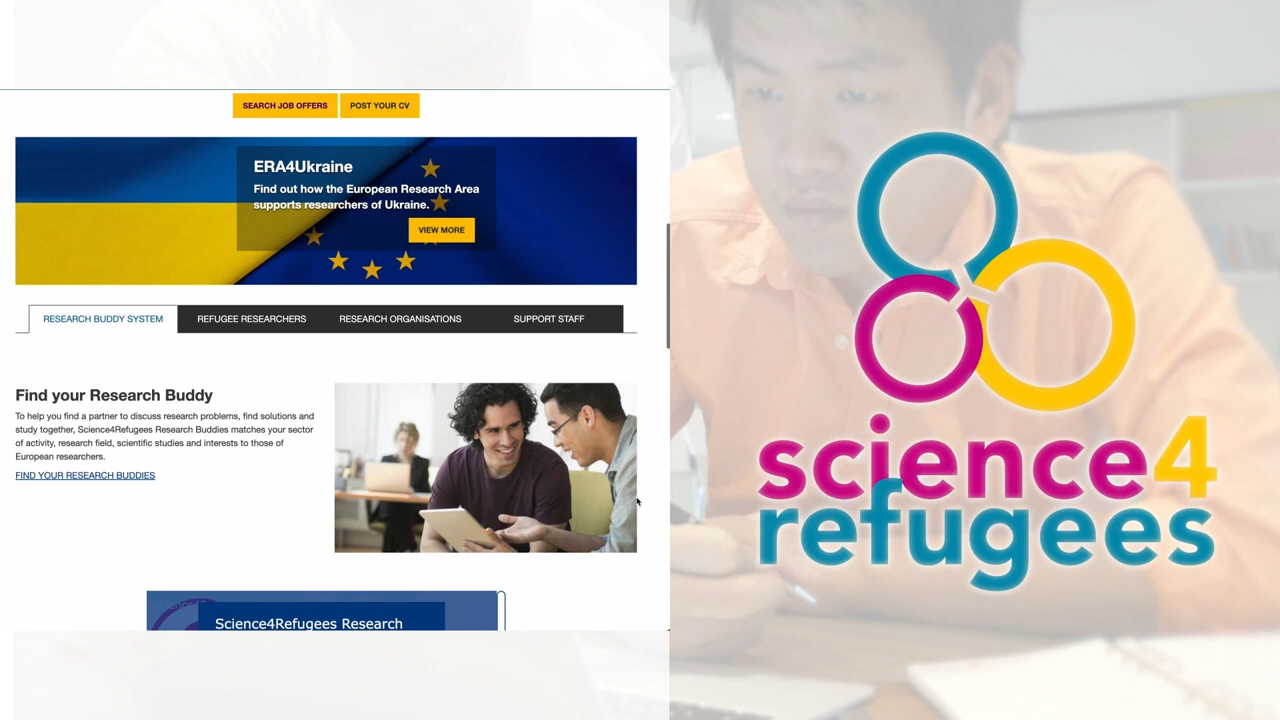 SEARCH JOB OFFERS
POST YOUR CV
ERA4Ukraine
Find out how the European Research Area
supports researchers of Ukraine.
VIEW MORE
RESEARCH BUDDY SYSTEM
REFUGEE RESEARCHERS
RESEARCH ORGANISATIONS
SUPPORT STAFF
Find your Research Buddy
To help you find a partner to discuss research problems, find solutions and
study together, Science4Refugees Research Buddies matches your sector
of activity, research field, scientific studies and interests to those of
European researchers.
FIND YOUR RESEARCH BUDDIES
Science4Refugees Research
science4
refugees